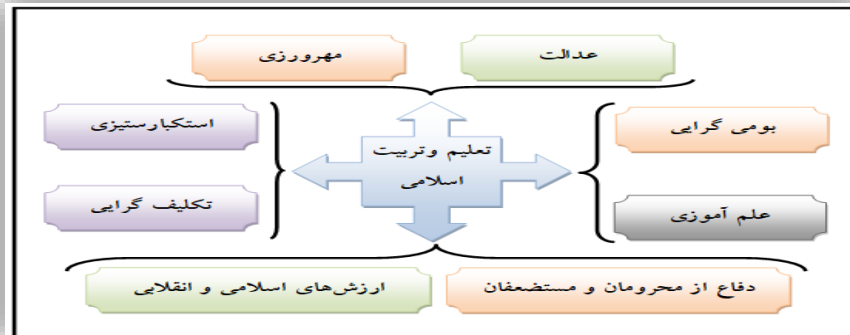 عدالت
مهرورزی
بومی گرایی
علم آموزی
تعلیم وتربیت
اسلامی
استکبارستیزی
تکلیف گرایی
دفاع از محرومان و مستضعفان
ارزش‌های اسلامی و انقلابی